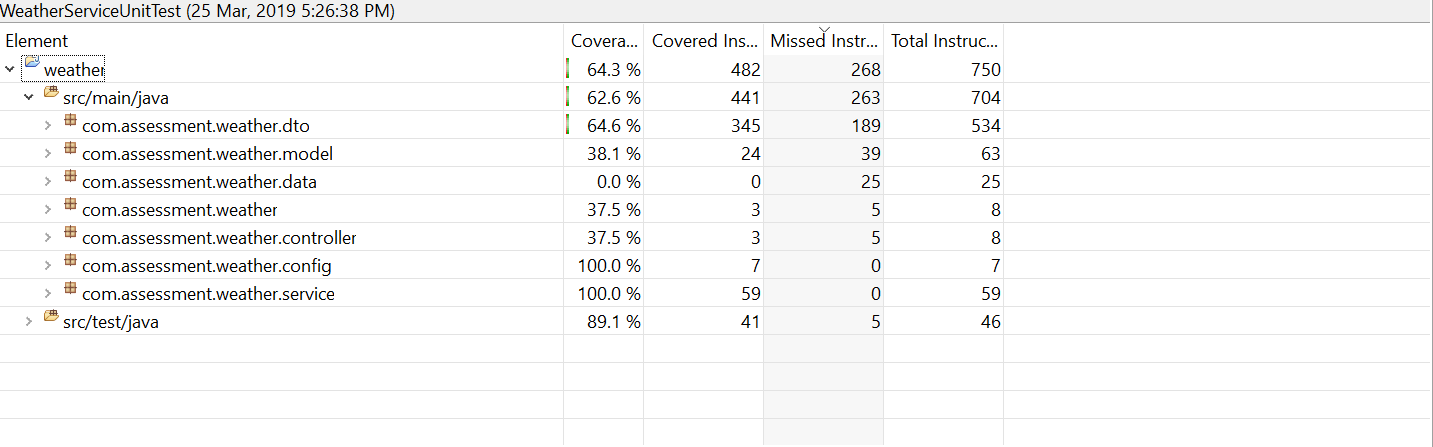 WeatherServiceUnitTest (25 Mar, 2019 5:26:38 PM)
Element Covera... Covered Ins... Missed Instr... Total Instruc...
weather 64.3 % 482 268 750
src/main/java 62.6 % 441 263 704
com.assessment.weather.dto 64.6 % 345 189 534
com.assessment.weather.model 38.1 % 24 39 63
com.assessment.weather.data 0.0 % 0 25 25
com.assessment.weather 37.5 % 3 5 8
com.assessment.weather.controller 37.5 % 3 5 8
com.assessment.weather.config 100.0 % 7 0 7
com.assessment.weather.service 100.0 % 59 0 59
src/test/java 89.1 % 41 5 46